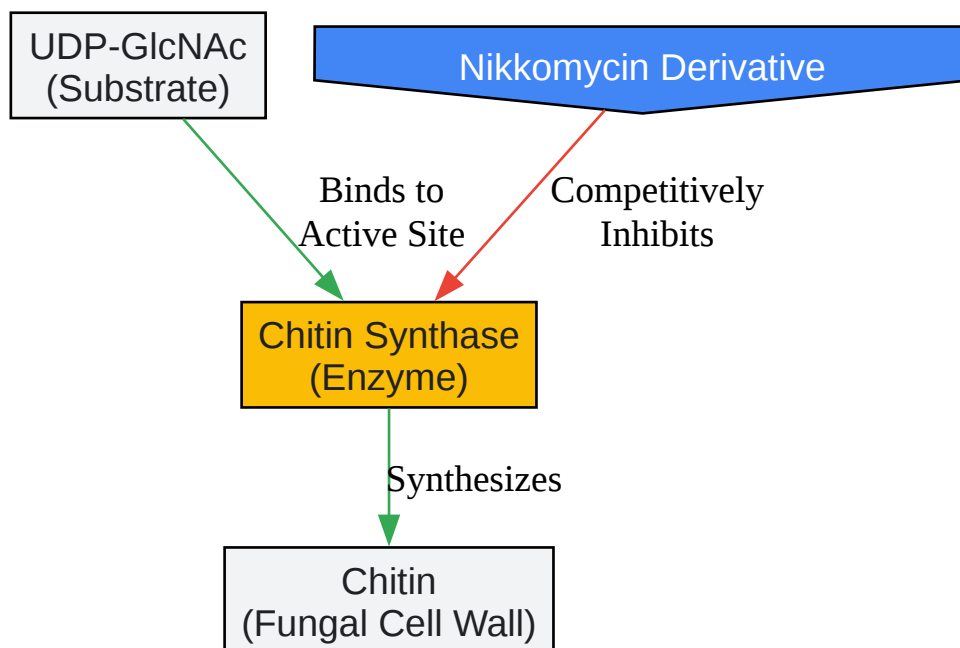 UDP-GlcNAc
(Substrate)
Nikkomycin Derivative
Binds to
Active Site
Competitively
Inhibits
Chitin Synthase
(Enzyme)
Synthesizes
Chitin
(Fungal Cell Wall)